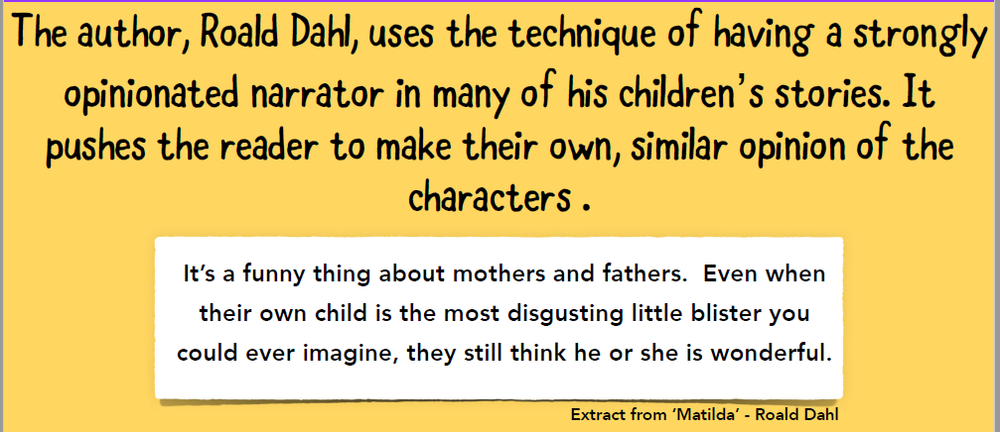 The author, Roald Dahl, uses the technique of having a strongly
opinionated narrator in many of his children's stories. It
pushes the reader to make their own, similar opinion of the
characters .
It's a funny thing about mothers and fathers.  Even when
their own child is the most disgusting little blister you
could ever imagine, they still think he or she is wonderful.
Extract from 'Matilda' - Roald Dahl